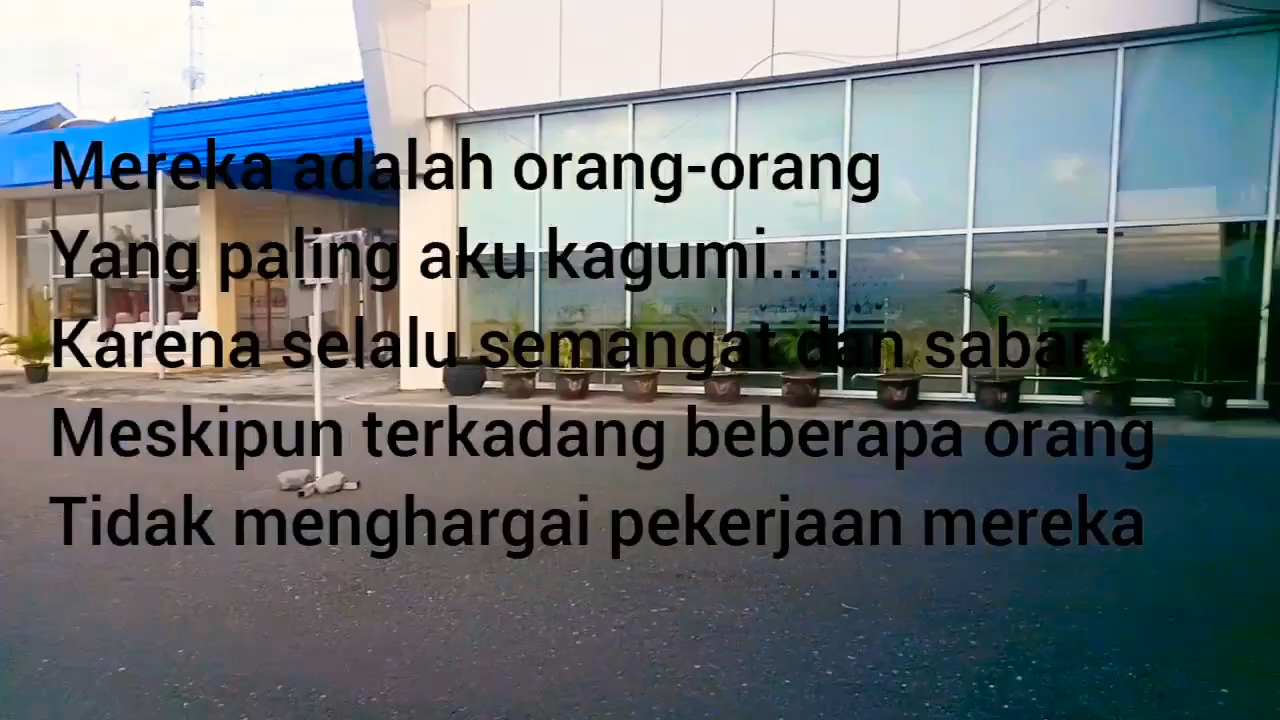 Mereka adalah orang-orang
Yang paling aku kagumi....
Karena selalu semangat dan sabar
Meskipun terkadang beberapa orang
Tidak menghargai pekerjaan mereka